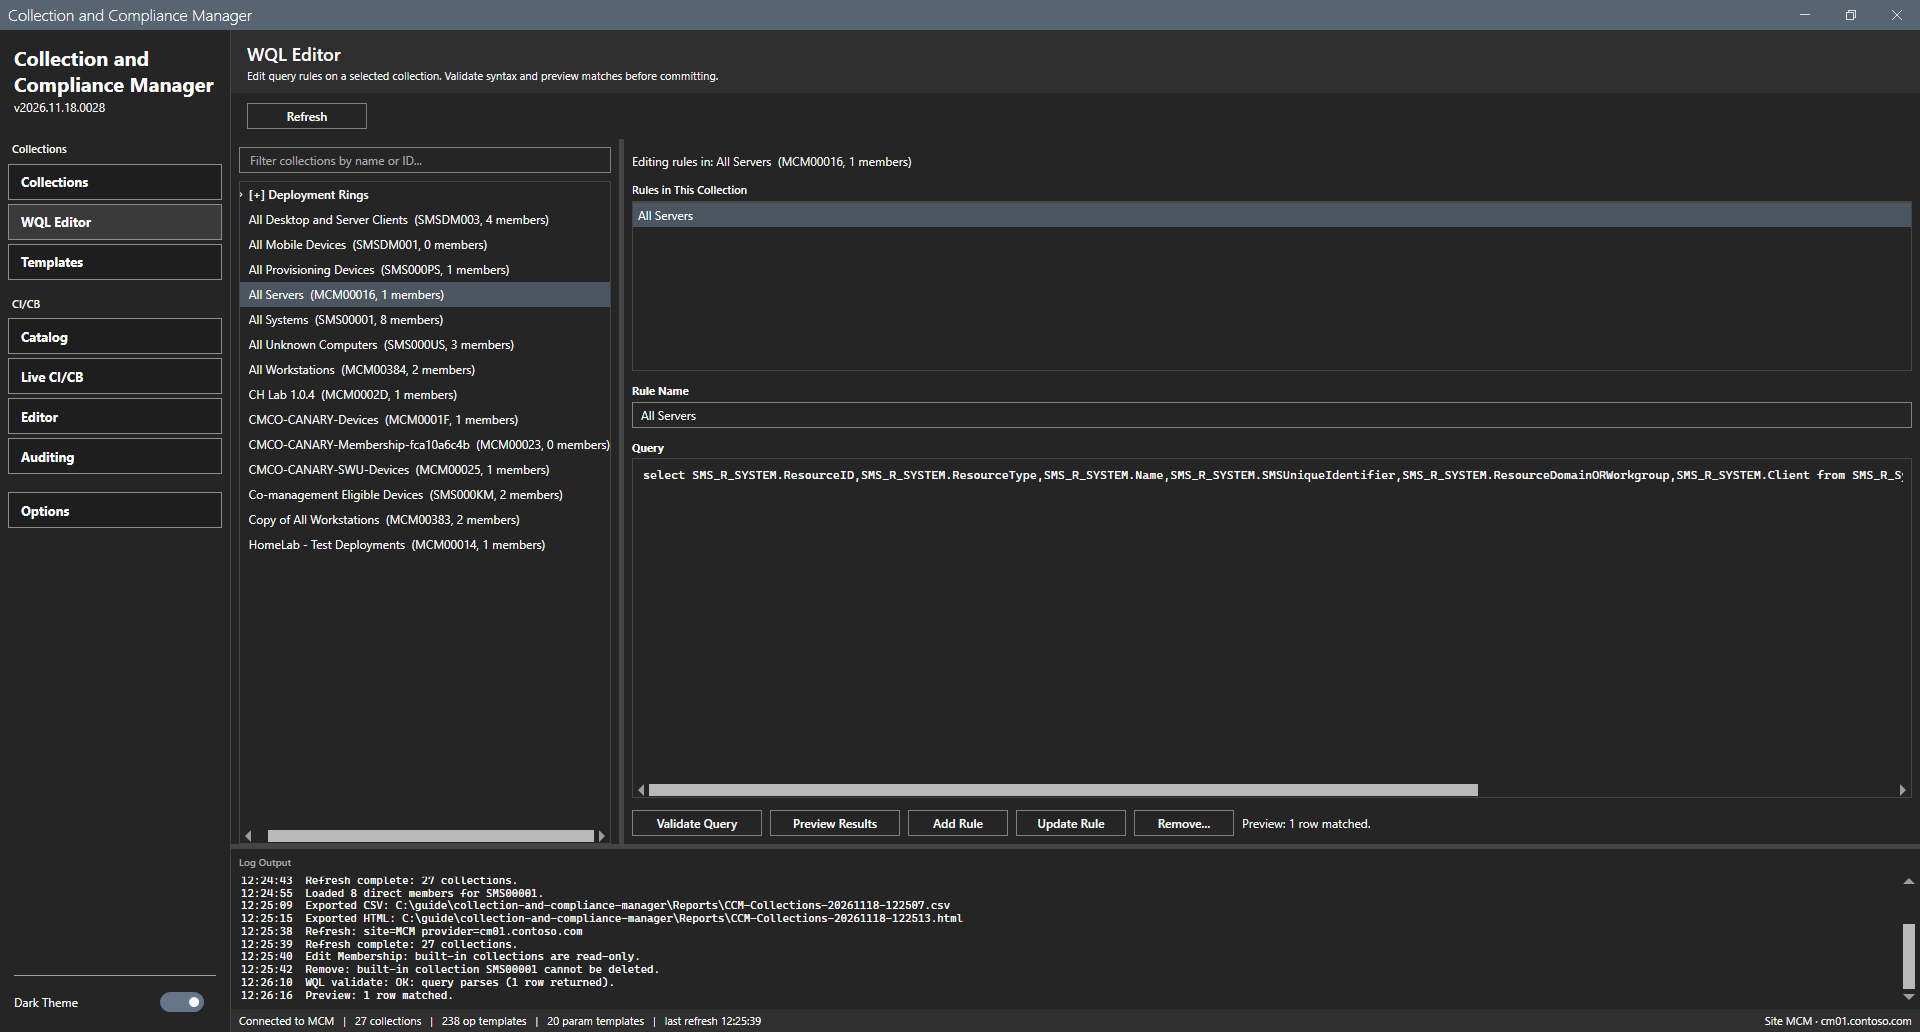 Collection and Compliance Manager
Collection and
Compliance Manager
v2026.11.18.0028
Collections
Collections
WQL Editor
Templates
CI/CB
Catalog
Live CI/CB
Editor
Auditing
Options
Dark Theme
WQL Editor
Edit query rules on a selected collection. Validate syntax and preview matches before committing.
Refresh
Filter collections by name or ID...
[+] Deployment Rings
All Desktop and Server Clients (SMSDM003, 4 members)
All Mobile Devices (SMSDM001, 0 members)
All Provisioning Devices (SMS000PS, 1 members)
All Servers (MCM00016, 1 members)
All Systems (SMS00001, 8 members)
All Unknown Computers (SMS000US, 3 members)
All Workstations (MCM00384, 2 members)
CH Lab 1.0.4 (MCM0002D, 1 members)
CMCO-CANARY-Devices (MCM0001F, 1 members)
CMCO-CANARY-Membership-fca10a6c4b (MCM00023, 0 members)
CMCO-CANARY-SWU-Devices (MCM00025, 1 members)
Co-management Eligible Devices (SMS000KM, 2 members)
Copy of All Workstations (MCM00383, 2 members)
HomeLab - Test Deployments (MCM00014, 1 members)
Editing rules in: All Servers (MCM00016, 1 members)
Rules in This Collection
All Servers
Rule Name
All Servers
Query
select SMS_R_SYSTEM.ResourceID,SMS_R_SYSTEM.ResourceType,SMS_R_SYSTEM.Name,SMS_R_SYSTEM.SMSUniqueIdentifier,SMS_R_SYSTEM.ResourceDomainORWorkgroup,SMS_R_SYSTEM.Client from SMS_R_S
Validate Query
Preview Results
Add Rule
Update Rule
Remove...
Preview: 1 row matched.
Log Output
12:24:43 Refresh complete: 27 collections.
12:24:55 Loaded 8 direct members for SMS00001.
12:25:09 Exported CSV: C:\guide\collection-and-compliance-manager\Reports\CCM-Collections-20261118-122507.csv
12:25:15 Exported HTML: C:\guide\collection-and-compliance-manager\Reports\CCM-Collections-20261118-122513.html
12:25:38 Refresh: site=MCM provider=cm01.contoso.com
12:25:39 Refresh complete: 27 collections.
12:25:40 Edit Membership: built-in collections are read-only.
12:25:42 Remove: built-in collection SMS00001 cannot be deleted.
12:26:10 WQL validate: OK: query parses (1 row returned).
12:26:16 Preview: 1 row matched.
Connected to MCM | 27 collections | 238 op templates | 20 param templates | last refresh 12:25:39
Site MCM · cm01.contoso.com